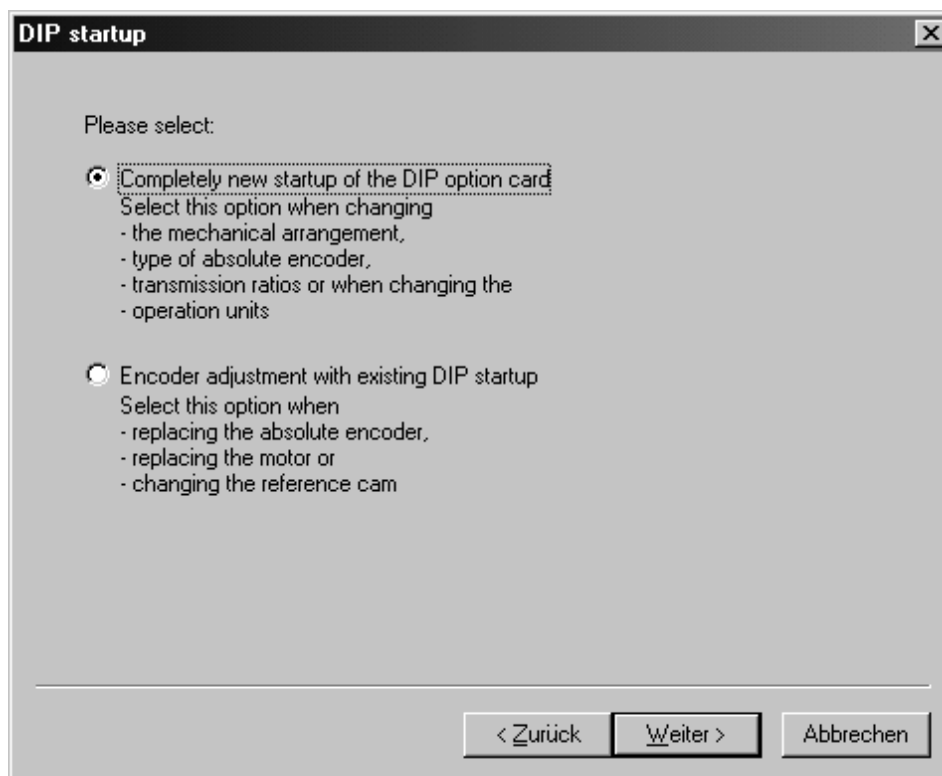 DIP startup
Please select:
Completely new startup of the DIP option card
Select this option when changing
- the mechanical arrangement,
- type of absolute encoder,
- transmission ratios or when changing the
- operation units
Encoder adjustment with existing DIP startup
Select this option when
- replacing the absolute encoder,
- replacing the motor or
- changing the reference cam
< Zurück
Weiter >
Abbrechen